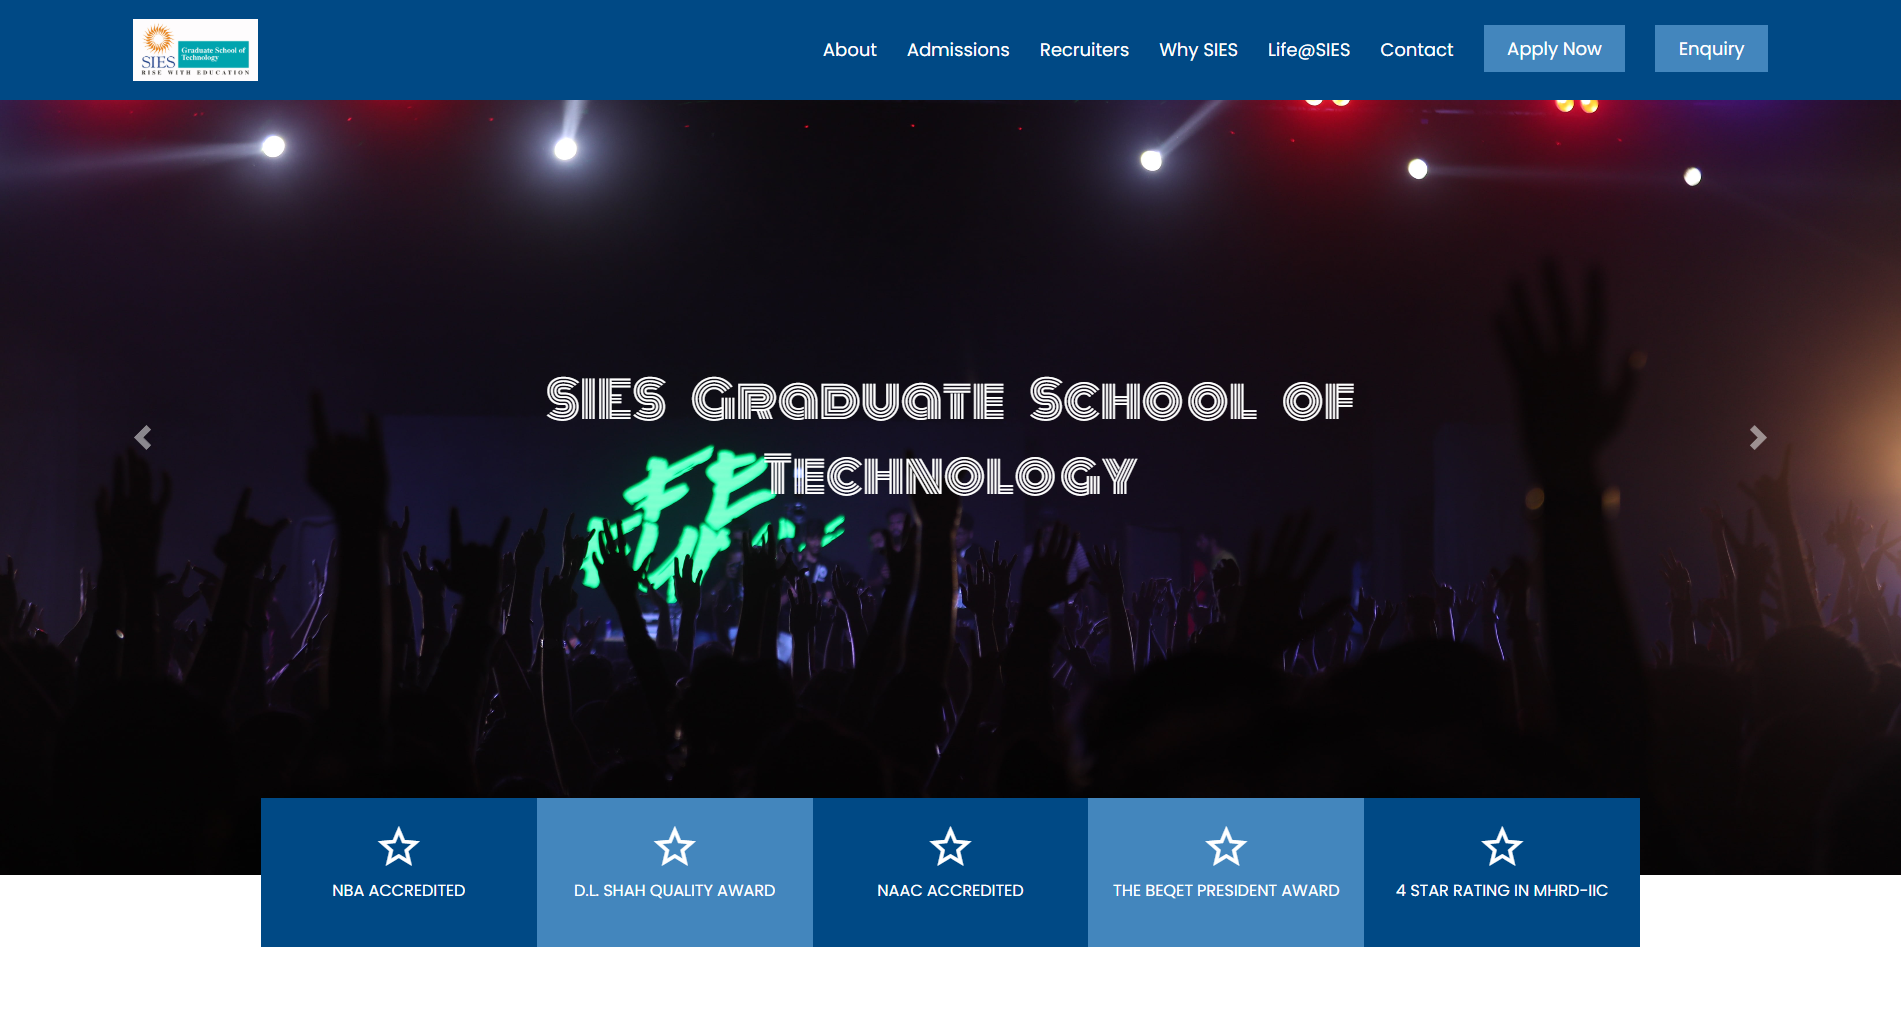 SIES
Graduate School of
Technology
RISE WITH EDUCATION
About
Admissions
Recruiters
Why SIES
Life@SIES
Contact
Apply Now
Enquiry
SIES Graduate School of
Technology
FE
NBA ACCREDITED
D.L. SHAH QUALITY AWARD
NAAC ACCREDITED
THE BEQET PRESIDENT AWARD
4 STAR RATING IN MHRD-IIC